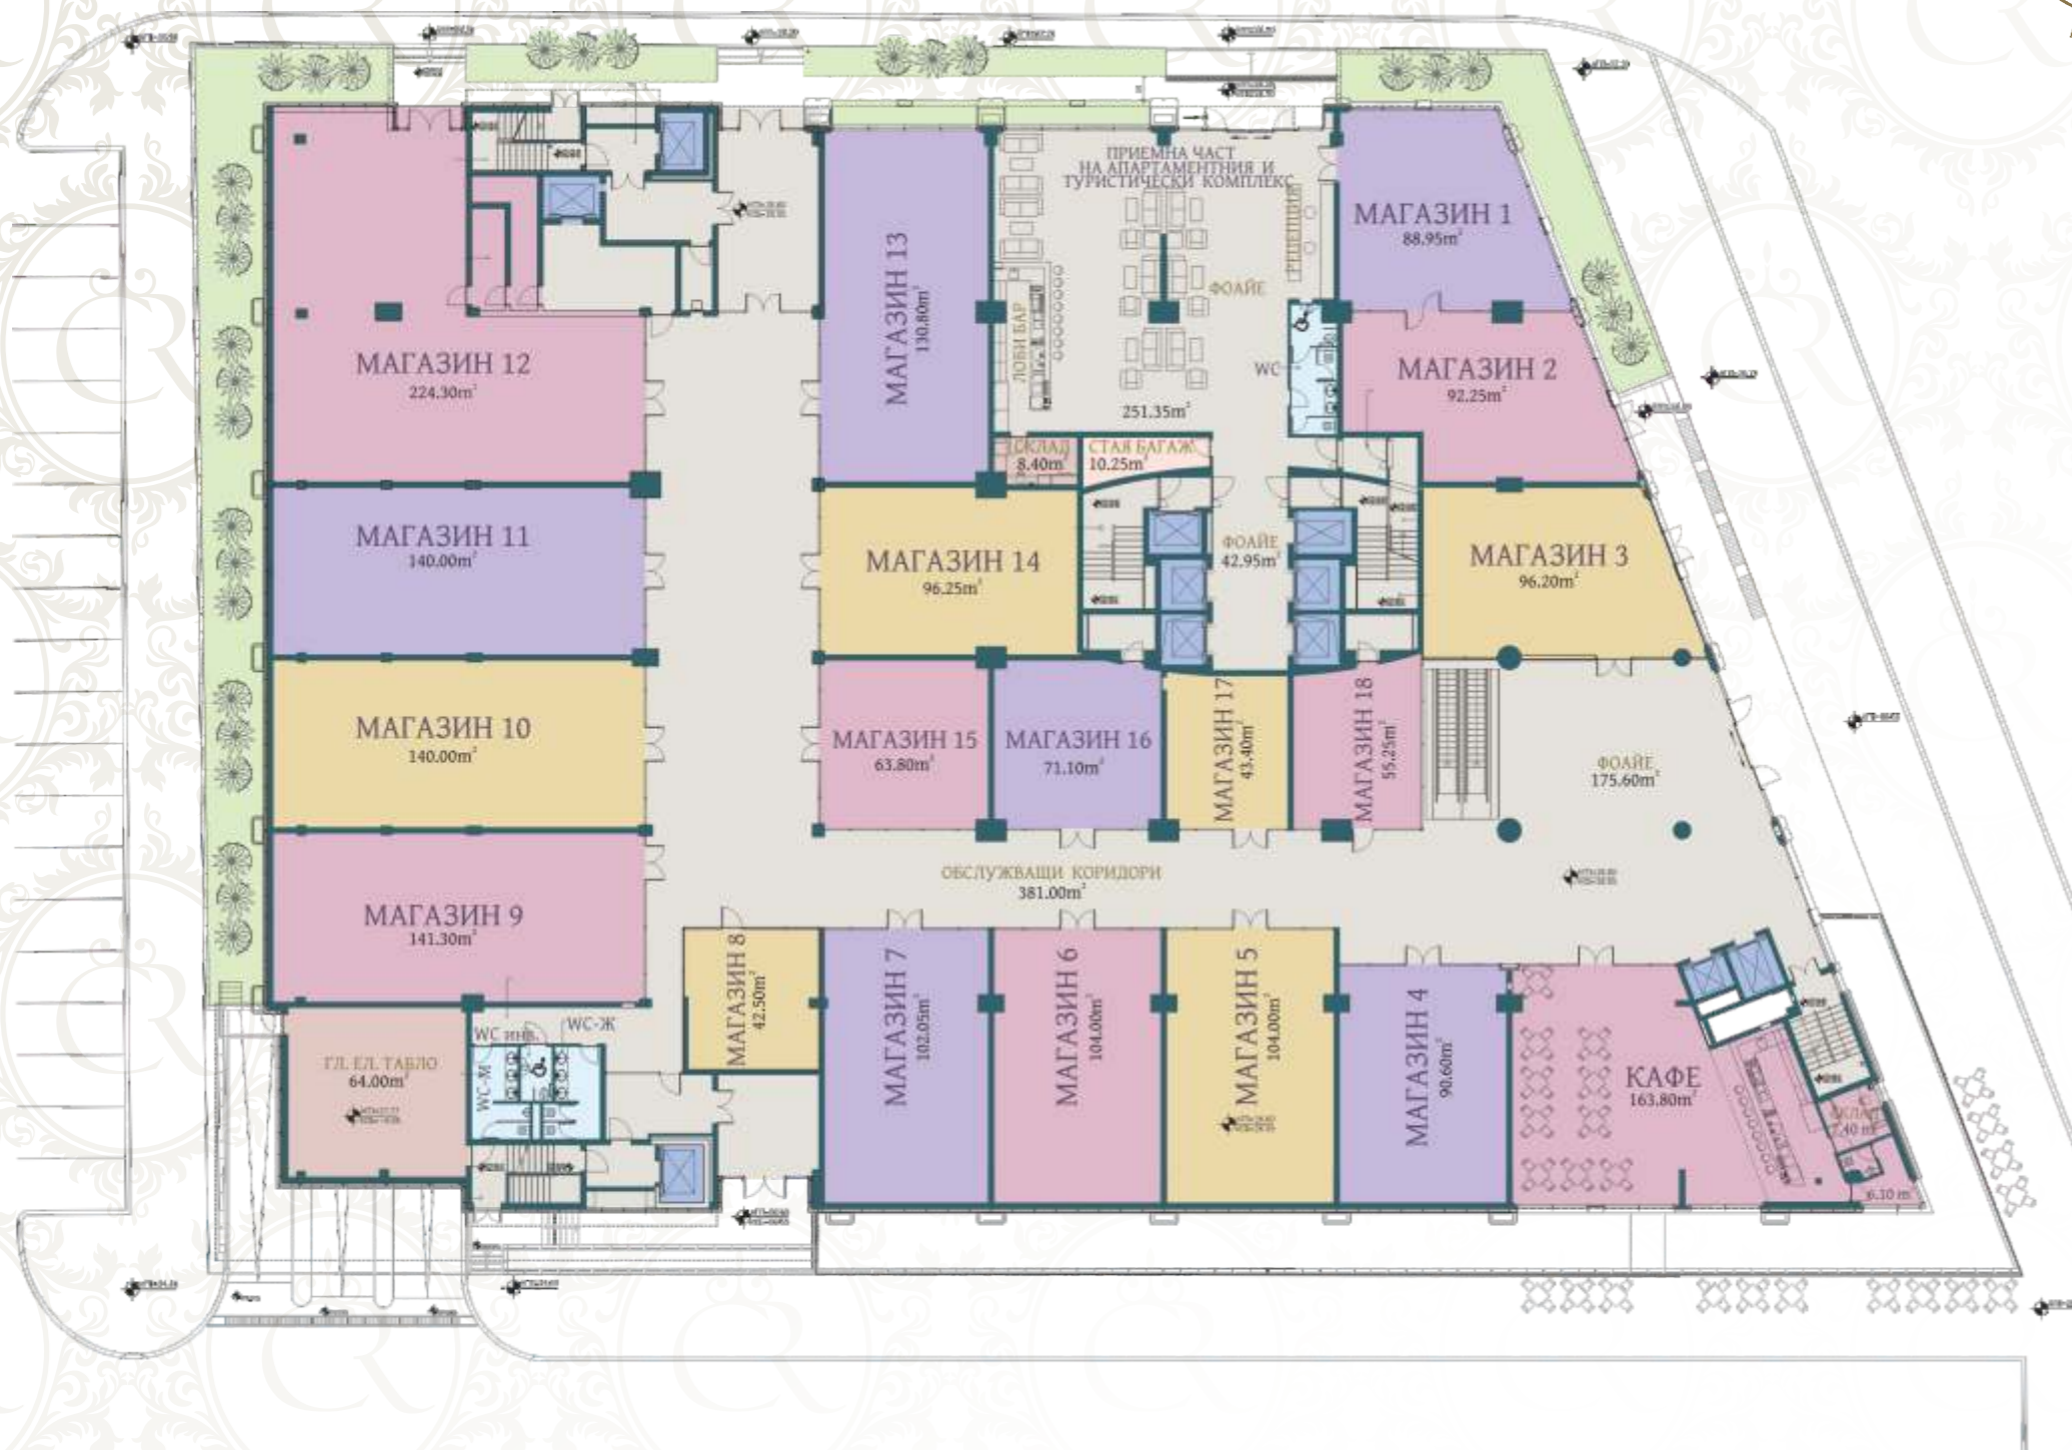 ПРИЕМНА ЧАСТ
НА АПАРТАМЕНТНИЯ И
ТУРИСТИЧЕСКИ КОМПЛЕКС
РЕЦЕПЦИЯ
ФОАЙЕ
ЛОБИ БАР
WC
251.35m²
МАГАЗИН 1
88.95m²
МАГАЗИН 2
92.25m²
МАГАЗИН 13
130.80m²
МАГАЗИН 12
224.30m²
СКЛАД
8.40m²
СТАЯ БАГАЖ
10.25m²
МАГАЗИН 11
140.00m²
МАГАЗИН 14
96.25m²
ФОАЙЕ
42.95m²
МАГАЗИН 3
96.20m²
МАГАЗИН 10
140.00m²
МАГАЗИН 15
63.80m²
МАГАЗИН 16
71.10m²
МАГАЗИН 17
43.40m²
МАГАЗИН 18
55.25m²
ФОАЙЕ
175.60m²
ОБСЛУЖВАЩИ КОРИДОРИ
381.00m²
МАГАЗИН 9
141.30m²
МАГАЗИН 8
42.50m²
МАГАЗИН 7
102.05m²
МАГАЗИН 6
104.00m²
МАГАЗИН 5
104.00m²
МАГАЗИН 4
90.60m²
КАФЕ
163.80m²
СКЛАД
6.10 m²
ГЛ. ЕЛ. ТАБЛО
64.00m²
WC инв.
WC-Ж
WC-М
CR